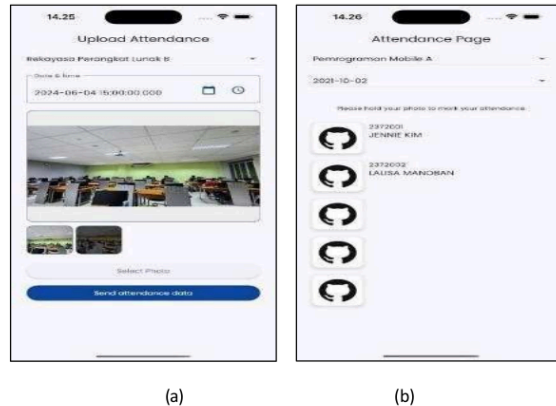 14.25
Upload Attendance
Rekayasa Perangkat Lunak B
Date & time
2024-06-04 15:00:00.000
Select Photo
Send attendance data
(a)
14.26
Attendance Page
Pemrograman Mobile A
2021-10-02
Please hold your photo to mark your attendance
2372001
JENNIE KIM
2372002
LALISA MANOBAN
(b)